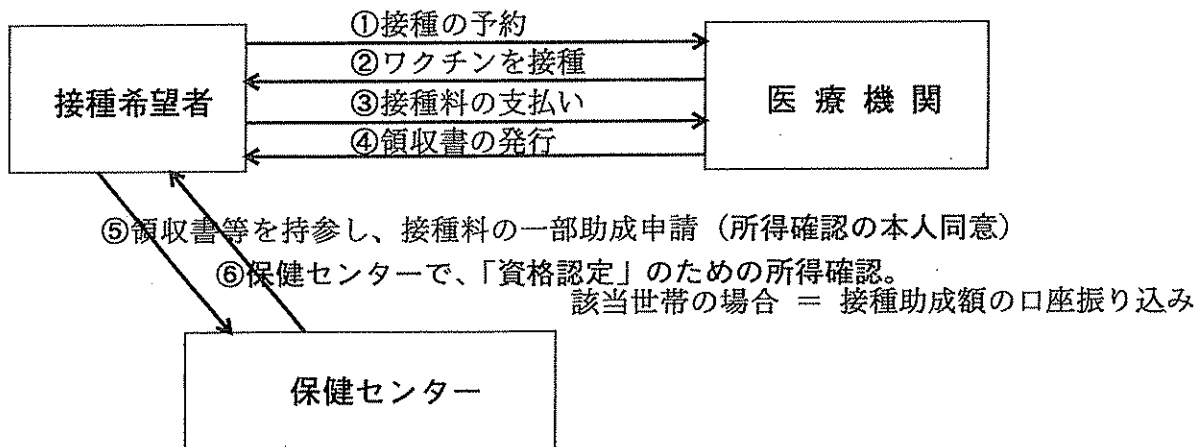 ①接種の予約
②ワクチンを接種
接種希望者
医療機関
③接種料の支払い
④領収書の発行
⑤領収書等を持参し、接種料の一部助成申請（所得確認の本人同意）
⑥保健センターで、「資格認定」のための所得確認。
該当世帯の場合 ＝ 接種助成額の口座振り込み
保健センター